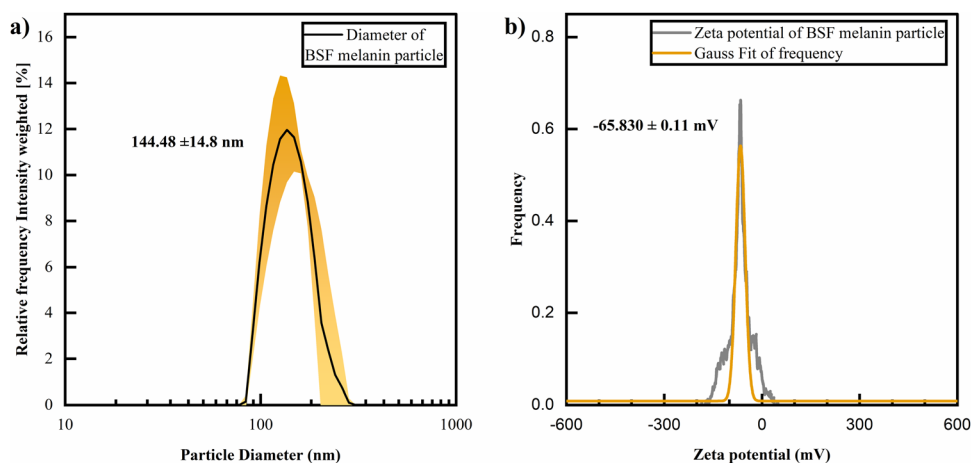 a)
Relative frequency Intensity weighted [%]
16
14
12
10
8
6
4
2
0
Diameter of
BSF melanin particle
144.48 ±14.8 nm
10
100
1000
Particle Diameter (nm)
b)
Frequency
0.8
0.6
0.4
0.2
0.0
Zeta potential of BSF melanin particle
Gauss Fit of frequency
-65.830 ± 0.11 mV
-600
-300
0
300
600
Zeta potential (mV)